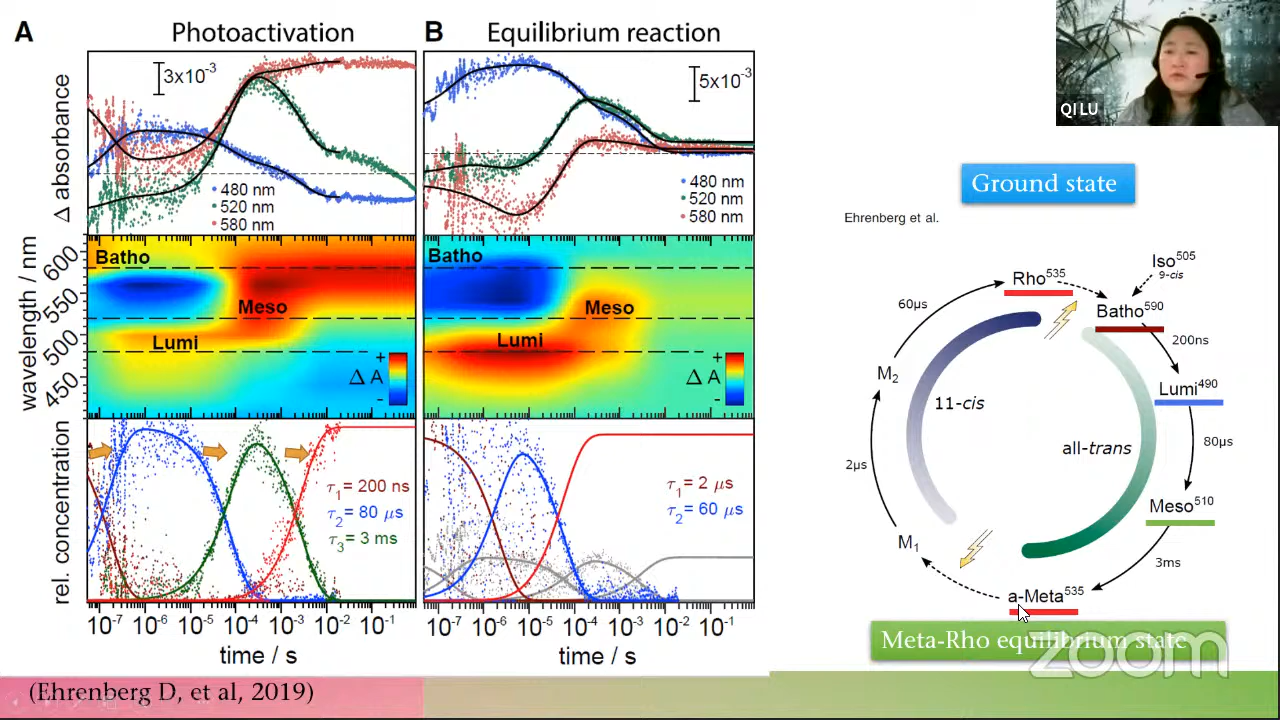 A
Photoactivation
B
Equilibrium reaction
QI LU
Δ absorbance
3x10⁻³
480 nm
520 nm
580 nm
5x10⁻³
480 nm
520 nm
580 nm
wavelength / nm
600
550
500
450
Batho
Meso
Lumi
Δ A
+
-
Batho
Meso
Lumi
Δ A
+
-
rel. concentration
τ₁= 200 ns
τ₂= 80 μs
τ₃= 3 ms
τ₁= 2 μs
τ₂= 60 μs
10⁻⁷ 10⁻⁶ 10⁻⁵ 10⁻⁴ 10⁻³ 10⁻² 10⁻¹
10⁻⁷ 10⁻⁶ 10⁻⁵ 10⁻⁴ 10⁻³ 10⁻² 10⁻¹
time / s
time / s
(Ehrenberg D, et al, 2019)
Ground state
Ehrenberg et al.
Iso⁵⁰⁵
9-cis
Rho⁵³⁵
Batho⁵⁹⁰
60μs
200ns
M₂
Lumi⁴⁹⁰
11-cis
all-trans
80μs
2μs
Meso⁵¹⁰
M₁
3ms
a-Meta⁵³⁵
Meta-Rho equilibrium state
zoom